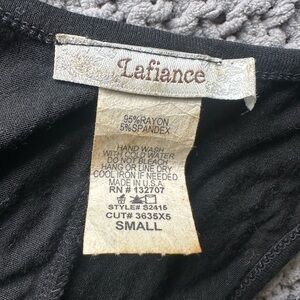 Lafiance
95%RAYON
5%SPANDEX
HAND WASH
WITH COLD WATER
DO NOT BLEACH
HANG OR LINE DRY
COOL IRON IF NEEDED
MADE IN U.S.A.
RN # 132707
STYLE# S2415
CUT# 3635X5
SMALL